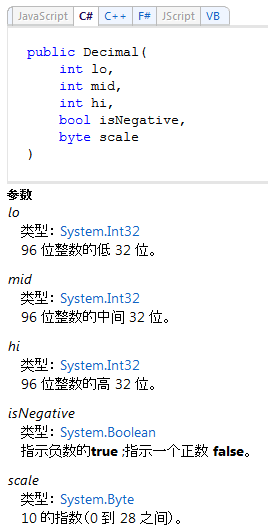 JavaScript C# C++ F# JScript VB
public Decimal(
int lo,
int mid,
int hi,
bool isNegative,
byte scale
)
参数
lo
类型：System.Int32
96 位整数的低 32 位。
mid
类型：System.Int32
96 位整数的中间 32 位。
hi
类型：System.Int32
96 位整数的高 32 位。
isNegative
类型：System.Boolean
指示负数的true ;指示一个正数 false。
scale
类型：System.Byte
10 的指数(0 到 28 之间)。